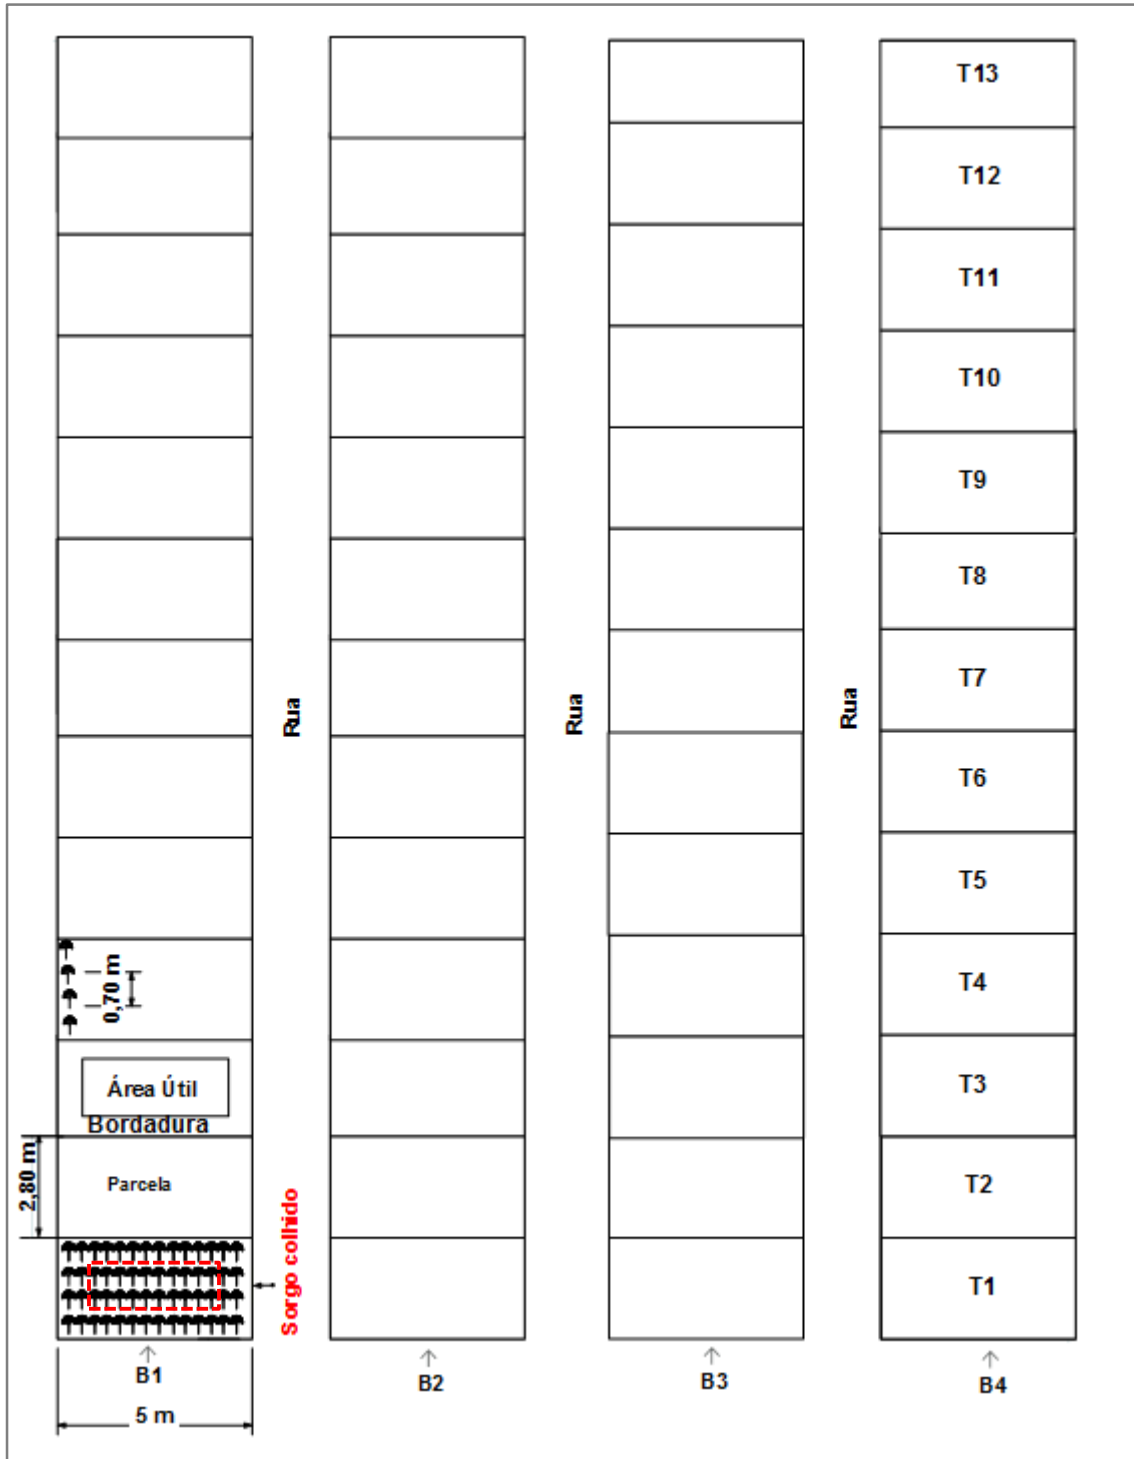 T13
T12
T11
T10
T9
T8
T7
Rua
Rua
Rua
T6
T5
0,70 m
T4
Área Útil
T3
Bordadura
2,80 m
Parcela
T2
Sorgo colhido
T1
B1
B2
B3
B4
5 m